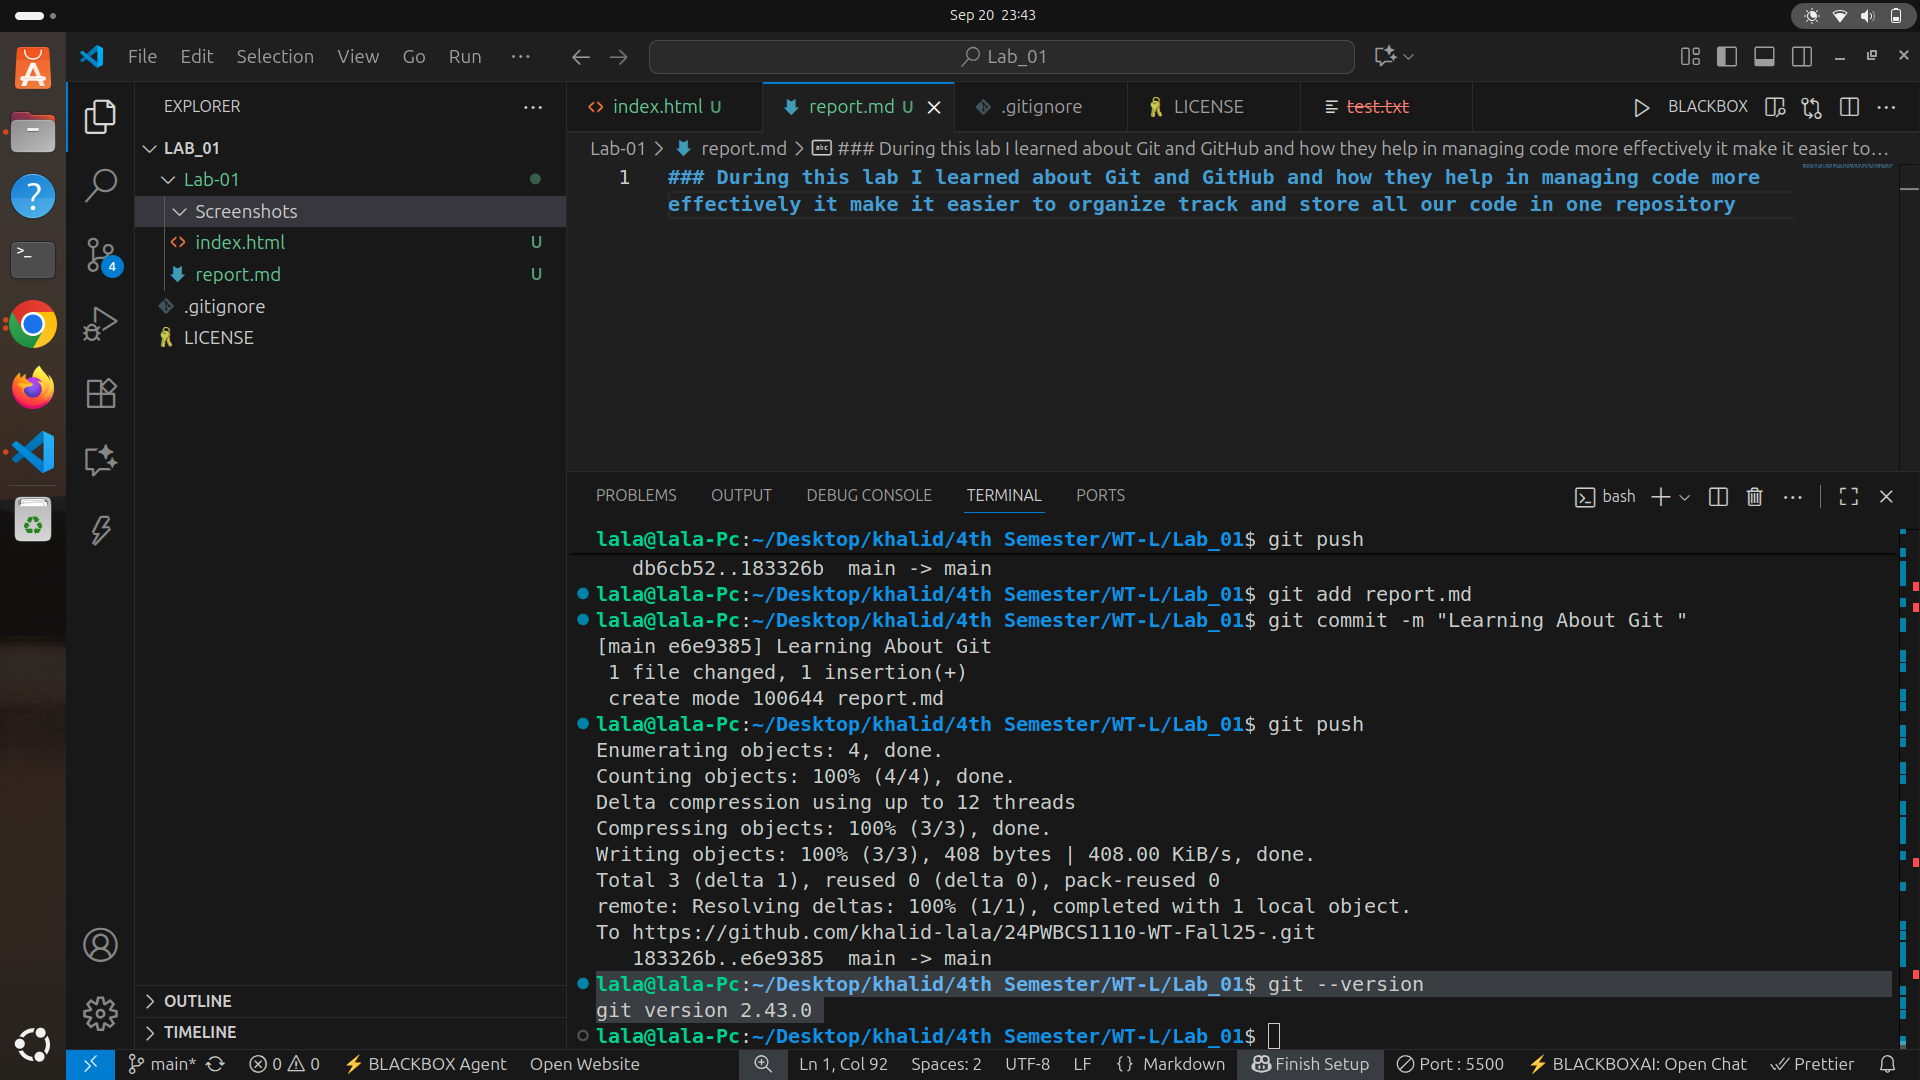 Sep 20 23:43
File Edit Selection View Go Run ···
Lab_01
EXPLORER
LAB_01
Lab-01
Screenshots
index.html U
report.md U
.gitignore
LICENSE
OUTLINE
TIMELINE
4
index.html U report.md U .gitignore LICENSE test.txt BLACKBOX
Lab-01 > report.md > ### During this lab I learned about Git and GitHub and how they help in managing code more effectively it make it easier to...
1 ### During this lab I learned about Git and GitHub and how they help in managing code more
effectively it make it easier to organize track and store all our code in one repository
PROBLEMS OUTPUT DEBUG CONSOLE TERMINAL PORTS bash
lala@lala-Pc:~/Desktop/khalid/4th Semester/WT-L/Lab_01$ git push
db6cb52..183326b main -> main
lala@lala-Pc:~/Desktop/khalid/4th Semester/WT-L/Lab_01$ git add report.md
lala@lala-Pc:~/Desktop/khalid/4th Semester/WT-L/Lab_01$ git commit -m "Learning About Git "
[main e6e9385] Learning About Git
1 file changed, 1 insertion(+)
create mode 100644 report.md
lala@lala-Pc:~/Desktop/khalid/4th Semester/WT-L/Lab_01$ git push
Enumerating objects: 4, done.
Counting objects: 100% (4/4), done.
Delta compression using up to 12 threads
Compressing objects: 100% (3/3), done.
Writing objects: 100% (3/3), 408 bytes | 408.00 KiB/s, done.
Total 3 (delta 1), reused 0 (delta 0), pack-reused 0
remote: Resolving deltas: 100% (1/1), completed with 1 local object.
To https://github.com/khalid-lala/24PWBCS1110-WT-Fall25-.git
183326b..e6e9385 main -> main
lala@lala-Pc:~/Desktop/khalid/4th Semester/WT-L/Lab_01$ git --version
git version 2.43.0
lala@lala-Pc:~/Desktop/khalid/4th Semester/WT-L/Lab_01$
main* 0 0 BLACKBOX Agent Open Website Ln 1, Col 92 Spaces: 2 UTF-8 LF {} Markdown Finish Setup Port : 5500 BLACKBOXAI: Open Chat Prettier